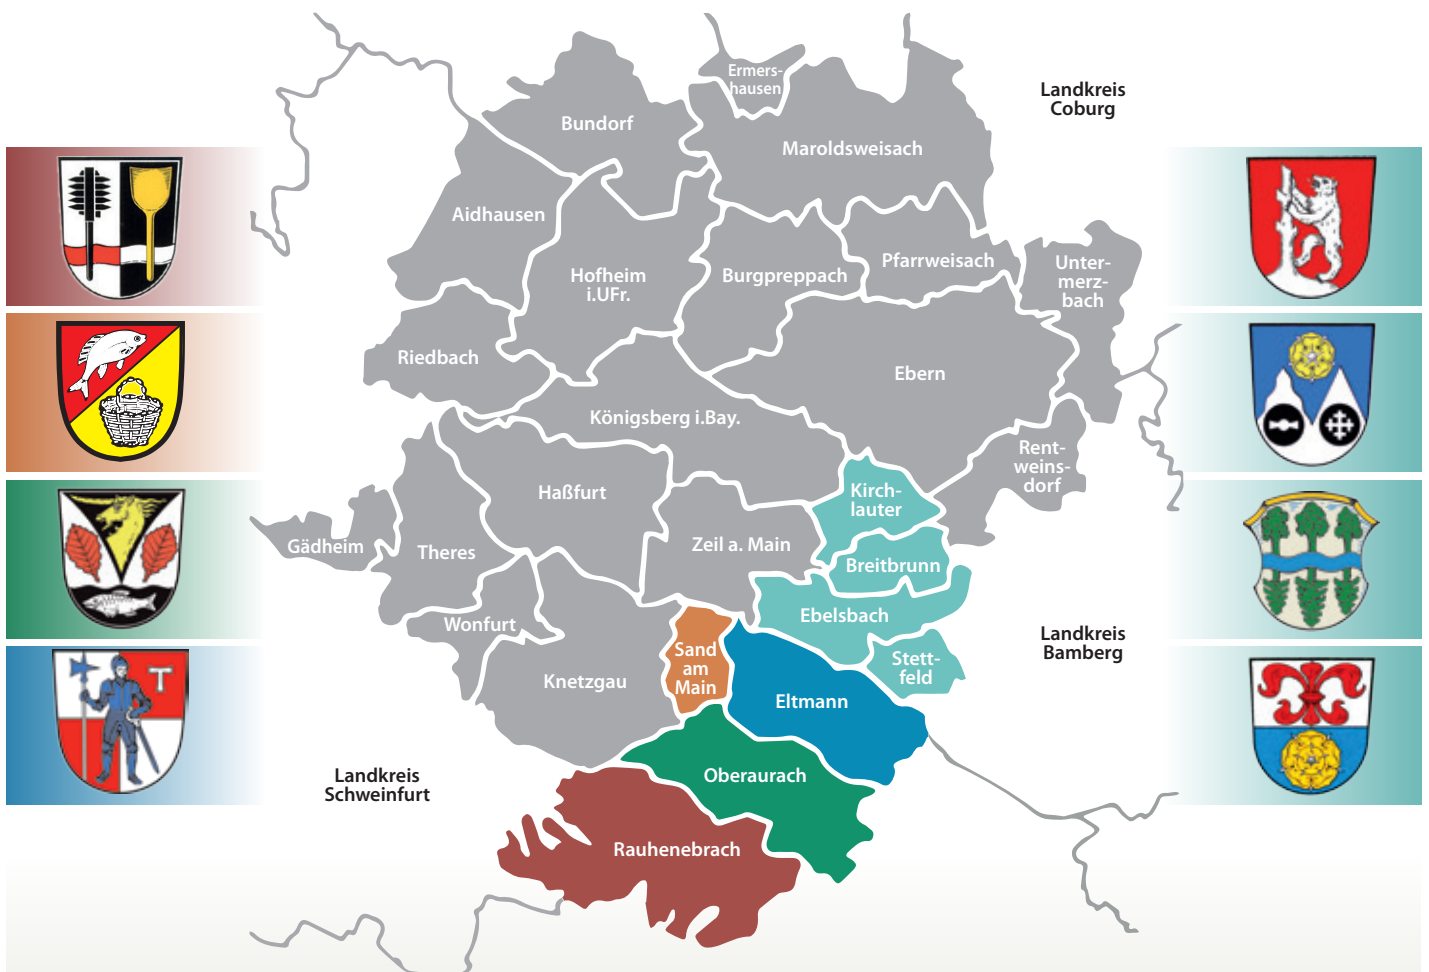 Ermers-
hausen
Landkreis
Coburg
Bundorf
Maroldsweisach
Aidhausen
Hofheim
i.UFr.
Burgpreppach
Pfarrweisach
Unter-
merz-
bach
Riedbach
Ebern
Königsberg i.Bay.
Rent-
weins-
dorf
Haßfurt
Kirch-
lauter
Gädheim
Theres
Zeil a. Main
Breitbrunn
Wonfurt
Ebelsbach
Landkreis
Bamberg
Sand
am
Main
Stett-
feld
Knetzgau
Eltmann
T
Landkreis
Schweinfurt
Oberaurach
Rauhenebrach